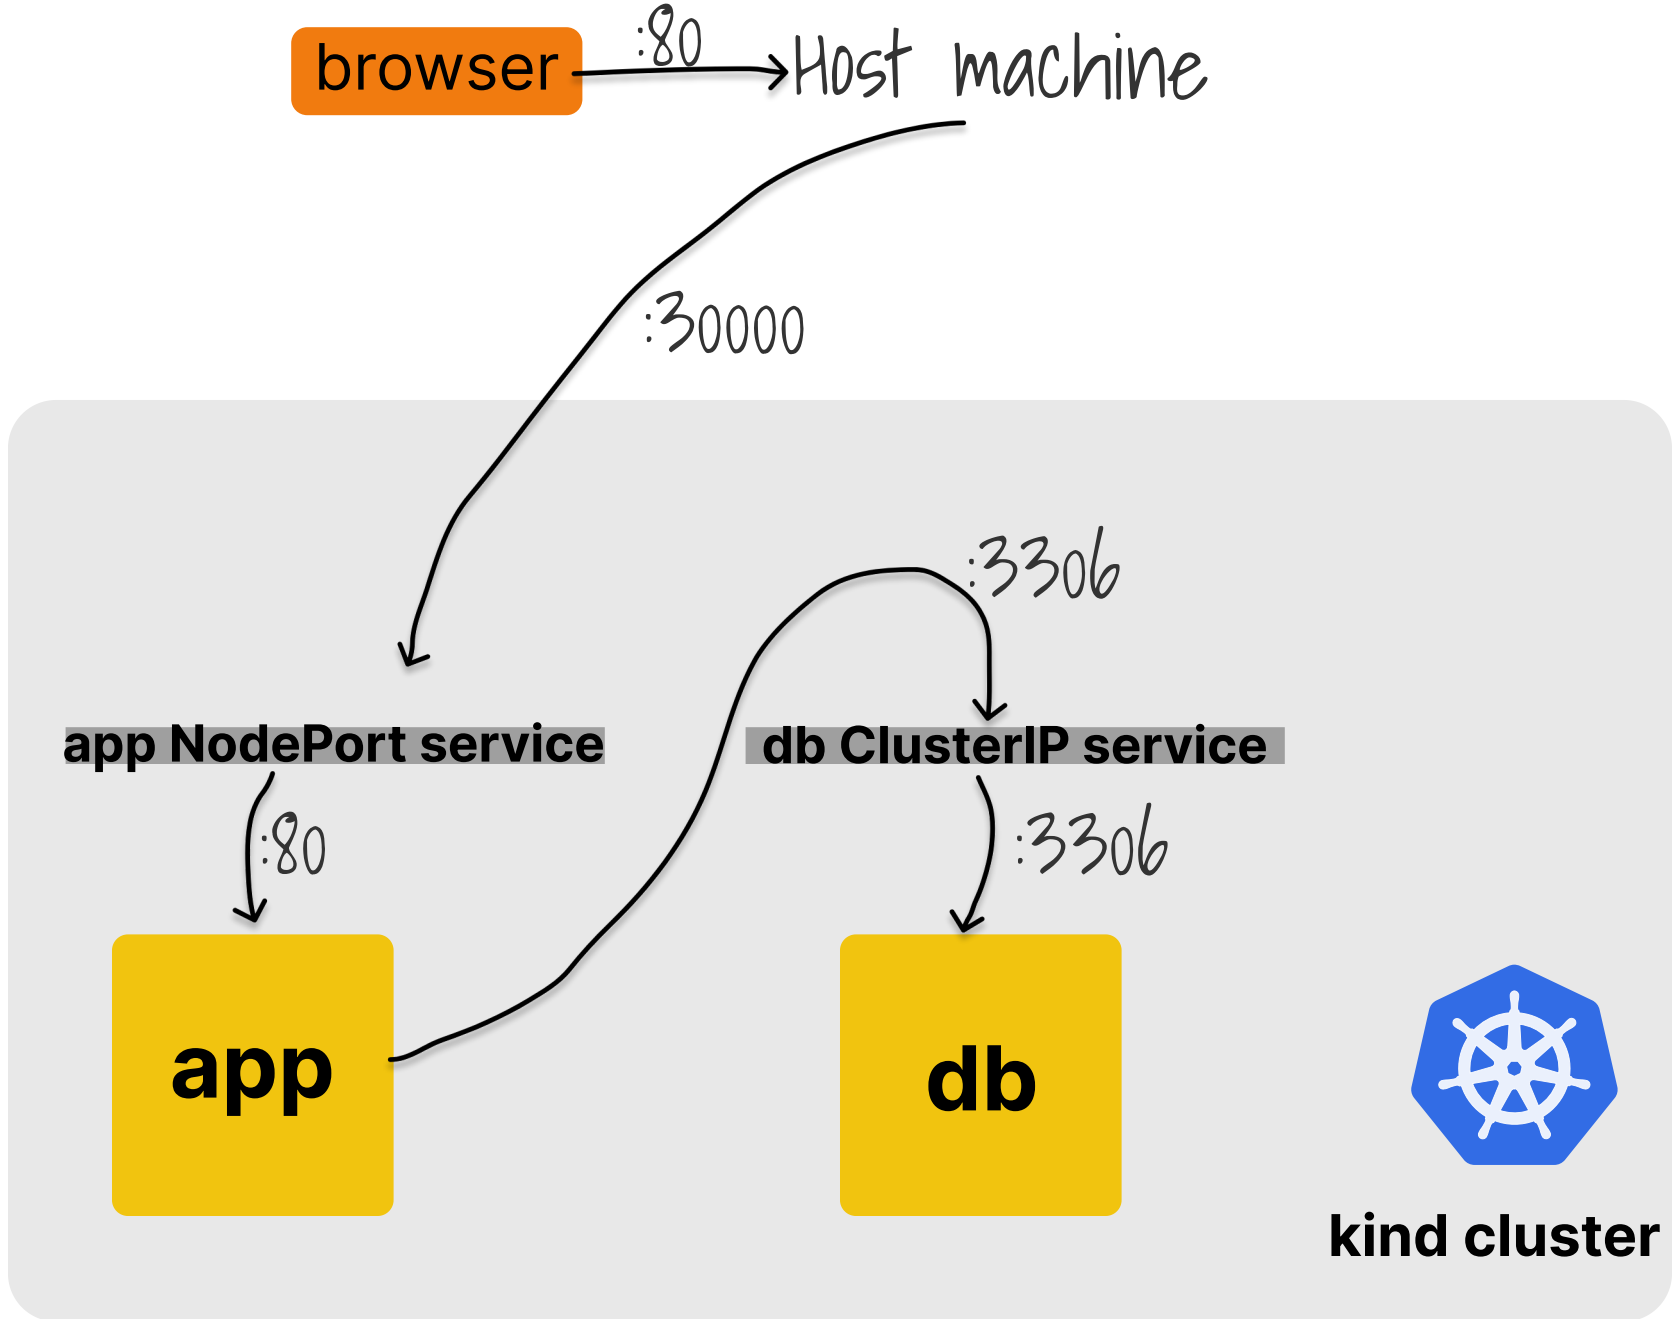 browser
:80
Host machine
:30000
:3306
app NodePort service
db ClusterIP service
:80
:3306
app
db
kind cluster